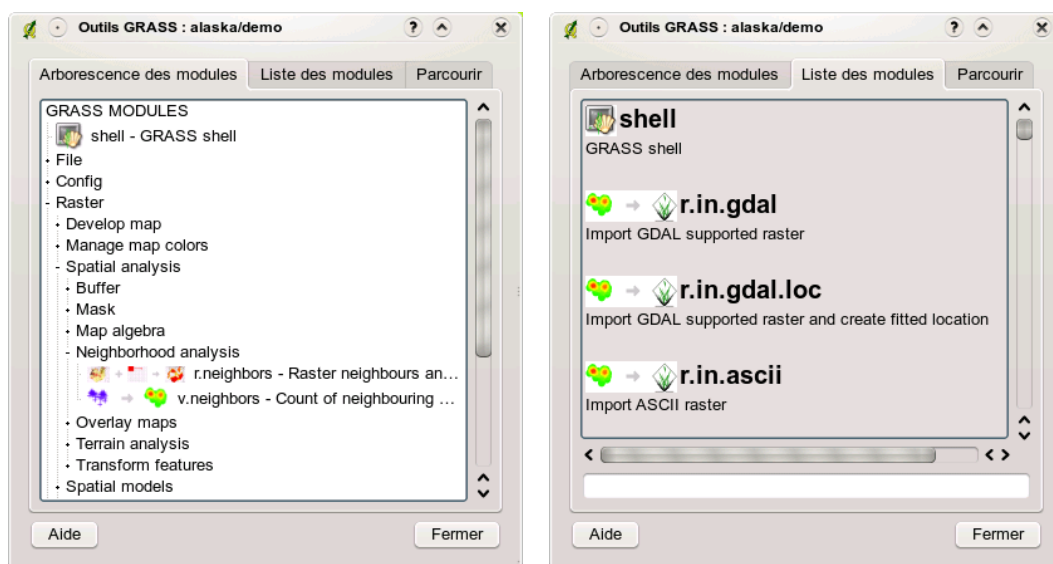 Outils GRASS : alaska/demo
Arborescence des modules Liste des modules Parcourir
GRASS MODULES
shell - GRASS shell
File
Config
Raster
Develop map
Manage map colors
Spatial analysis
Buffer
Mask
Map algebra
Neighborhood analysis
r.neighbors - Raster neighbours an...
v.neighbors - Count of neighbouring ...
Overlay maps
Terrain analysis
Transform features
Spatial models
Aide Fermer
Outils GRASS : alaska/demo
Arborescence des modules Liste des modules Parcourir
shell
GRASS shell
r.in.gdal
Import GDAL supported raster
r.in.gdal.loc
Import GDAL supported raster and create fitted location
r.in.ascii
Import ASCII raster
Aide Fermer